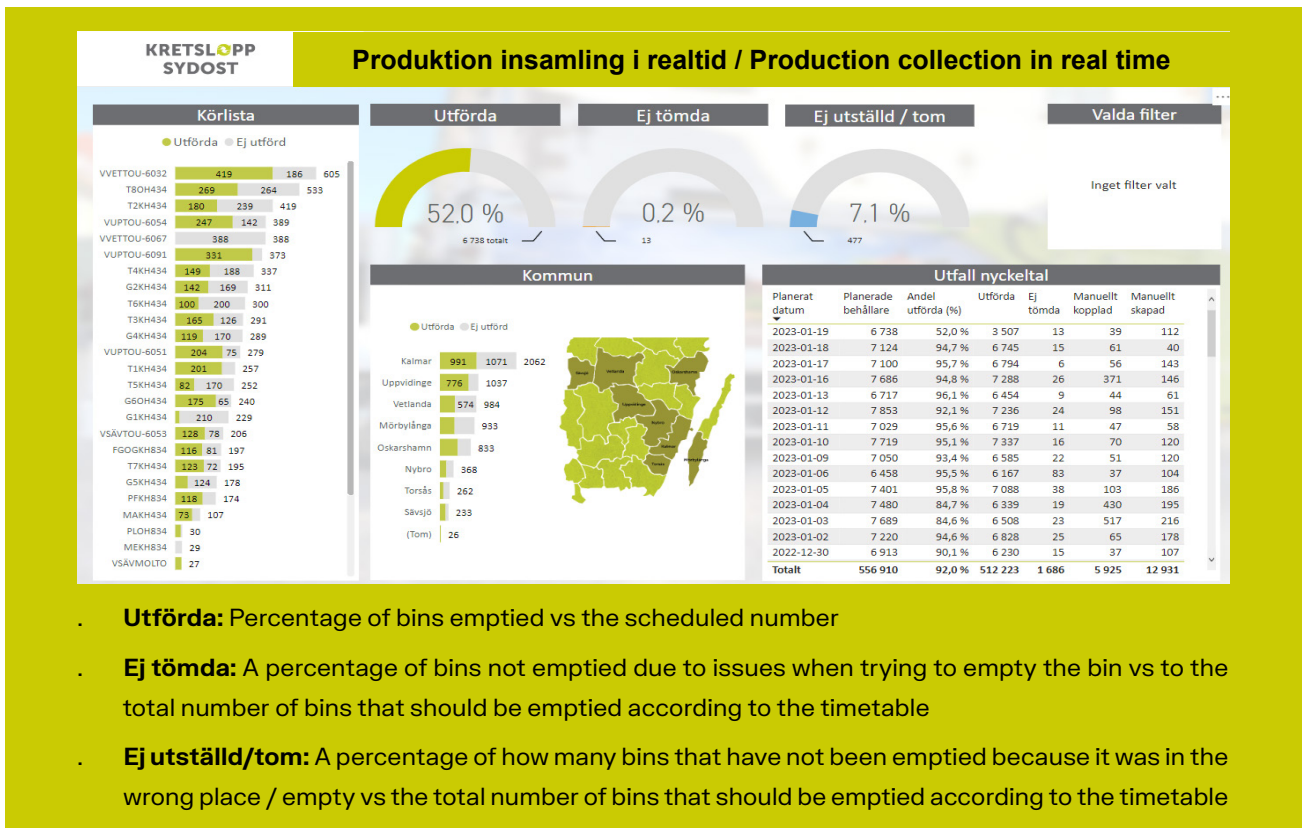 KRETSLOPP
SYDOST
Produktion insamling i realtid / Production collection in real time
Körlista
Utförda Ej utförd
VVETTOU-6032 419 186 605
T8OH434 269 264 533
T2KH434 180 239 419
VUPTOU-6054 247 142 389
VVETTOU-6067 388 388
VUPTOU-6091 331 373
T4KH434 149 188 337
G2KH434 142 169 311
T6KH434 100 200 300
T3KH434 165 126 291
G4KH434 119 170 289
VUPTOU-6051 204 75 279
T1KH434 201 257
T5KH434 82 170 252
G6OH434 175 65 240
G1KH434 210 229
VSÄVTOU-6053 128 78 206
FGOGKH834 116 81 197
T7KH434 123 72 195
G5KH434 124 178
PFKH834 118 174
MAKH434 73 107
PLOH834 30
MEKH834 29
VSÄVMOLTO 27
Utförda
52,0 %
6 738 totalt
Ej tömda
0,2 %
13
Ej utställd / tom
7,1 %
477
Valda filter
Inget filter valt
Kommun
Utförda Ej utförd
Kalmar 991 1071 2062
Uppvidinge 776 1037
Vetlanda 574 984
Mörbylånga 933
Oskarshamn 833
Nybro 368
Torsås 262
Sävsjö 233
(Tom) 26
Utfall nyckeltal
Planerat Planerade Andel Utförda Ej Manuellt Manuellt
datum behållare utförda (%) tömda kopplad skapad
2023-01-19 6 738 52,0 % 3 507 13 39 112
2023-01-18 7 124 94,7 % 6 745 15 61 40
2023-01-17 7 100 95,7 % 6 794 6 56 143
2023-01-16 7 686 94,8 % 7 288 26 371 146
2023-01-13 6 717 96,1 % 6 454 9 44 61
2023-01-12 7 853 92,1 % 7 236 24 98 151
2023-01-11 7 029 95,6 % 6 719 11 47 58
2023-01-10 7 719 95,1 % 7 337 16 70 120
2023-01-09 7 050 93,4 % 6 585 22 51 120
2023-01-06 6 458 95,5 % 6 167 83 37 104
2023-01-05 7 401 95,8 % 7 088 38 103 186
2023-01-04 7 480 84,7 % 6 339 19 430 195
2023-01-03 7 689 84,6 % 6 508 23 517 216
2023-01-02 7 220 94,6 % 6 828 25 65 178
2022-12-30 6 913 90,1 % 6 230 15 37 107
Totalt 556 910 92,0 % 512 223 1 686 5 925 12 931
. Utförda: Percentage of bins emptied vs the scheduled number
. Ej tömda: A percentage of bins not emptied due to issues when trying to empty the bin vs to the
total number of bins that should be emptied according to the timetable
. Ej utställd/tom: A percentage of how many bins that have not been emptied because it was in the
wrong place / empty vs the total number of bins that should be emptied according to the timetable